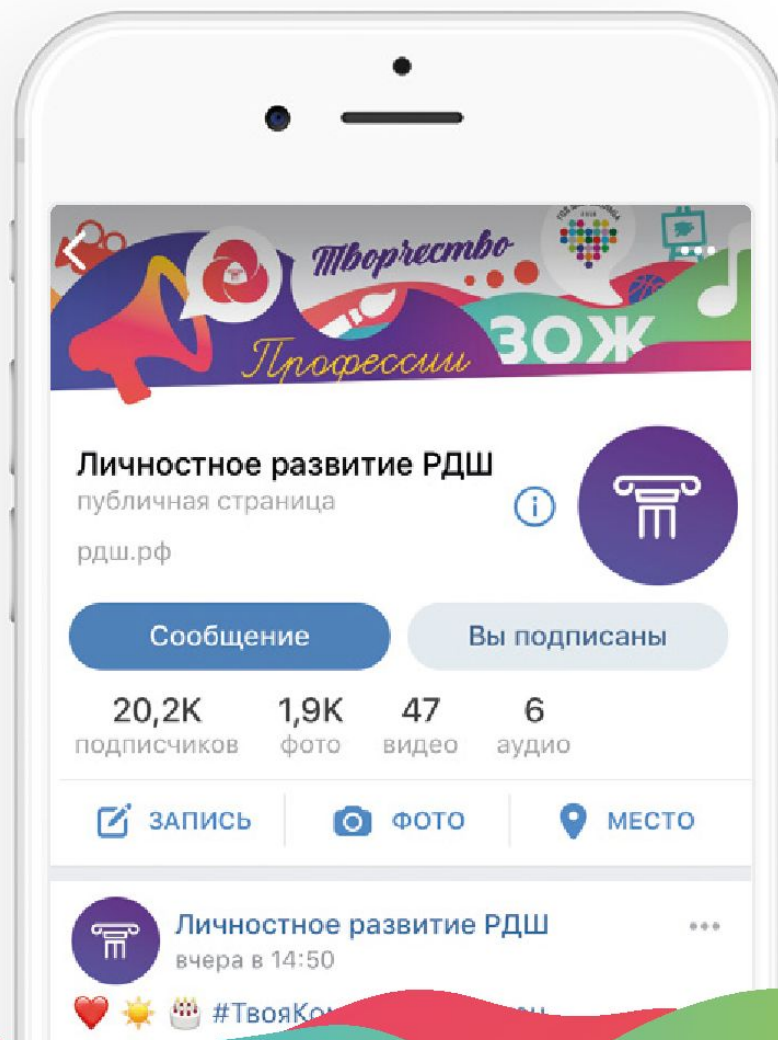 Творчество
Профессии
ЗОЖ
Личностное развитие РДШ
публичная страница
рдш.рф
Сообщение
Вы подписаны
20,2K 1,9K 47 6
подписчиков фото видео аудио
ЗАПИСЬ ФОТО МЕСТО
Личностное развитие РДШ
вчера в 14:50